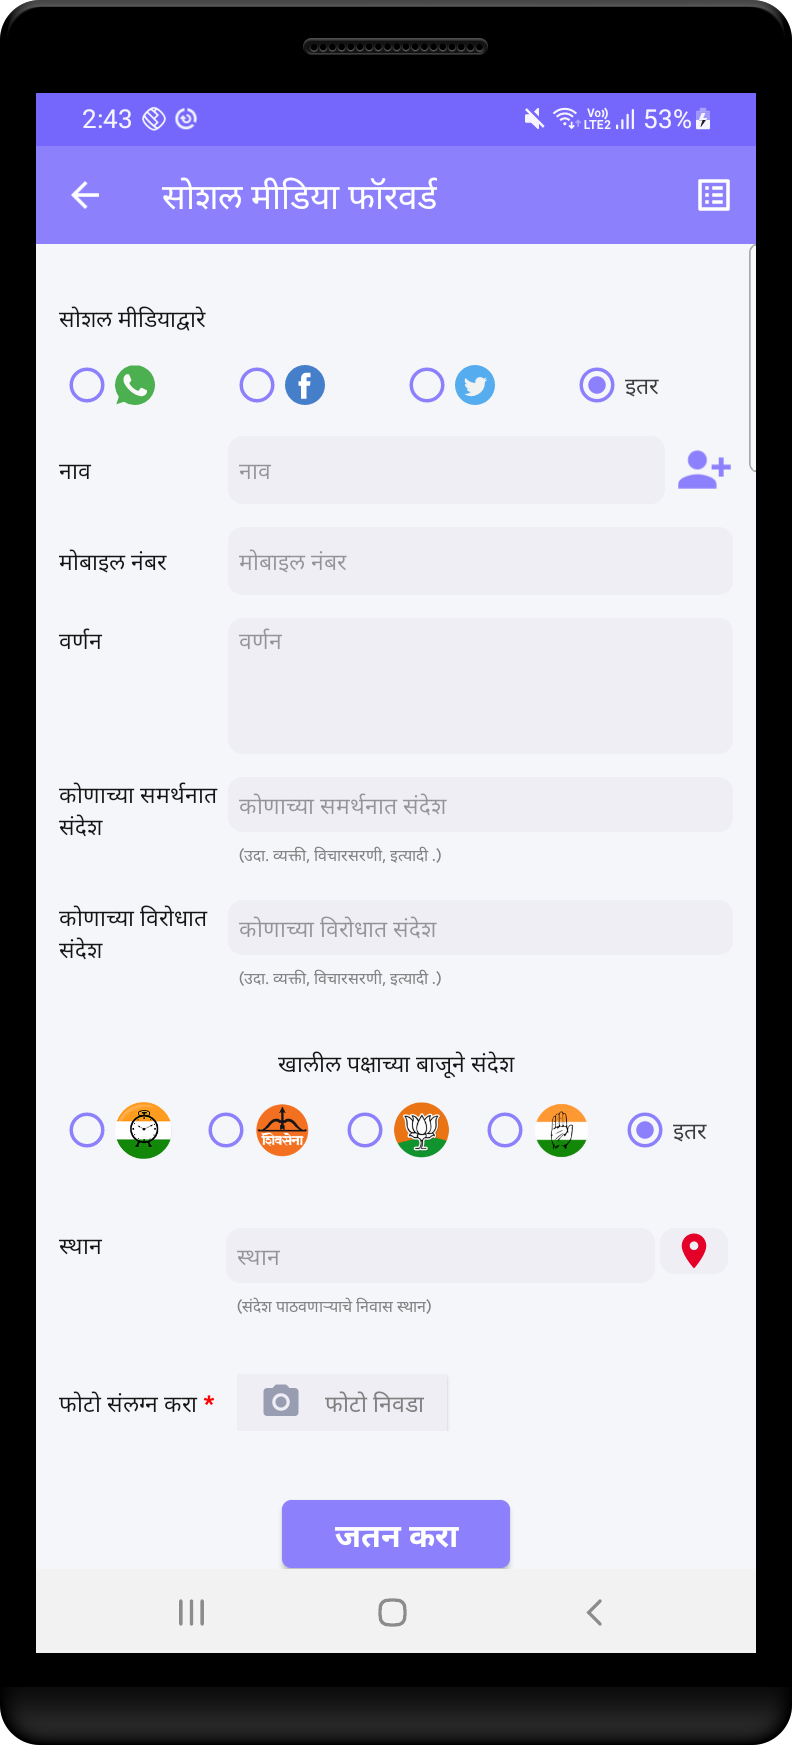 2:43 Vo)) LTE2 53%
सोशल मीडिया फॉरवर्ड
सोशल मीडियाद्वारे
इतर
नाव नाव
मोबाइल नंबर मोबाइल नंबर
वर्णन वर्णन
कोणाच्या समर्थनात
संदेश
कोणाच्या समर्थनात संदेश
(उदा. व्यक्ती, विचारसरणी, इत्यादी .)
कोणाच्या विरोधात
संदेश
कोणाच्या विरोधात संदेश
(उदा. व्यक्ती, विचारसरणी, इत्यादी .)
खालील पक्षाच्या बाजूने संदेश
शिवसेना इतर
स्थान स्थान
(संदेश पाठवणाऱ्याचे निवास स्थान)
फोटो संलग्न करा * फोटो निवडा
जतन करा